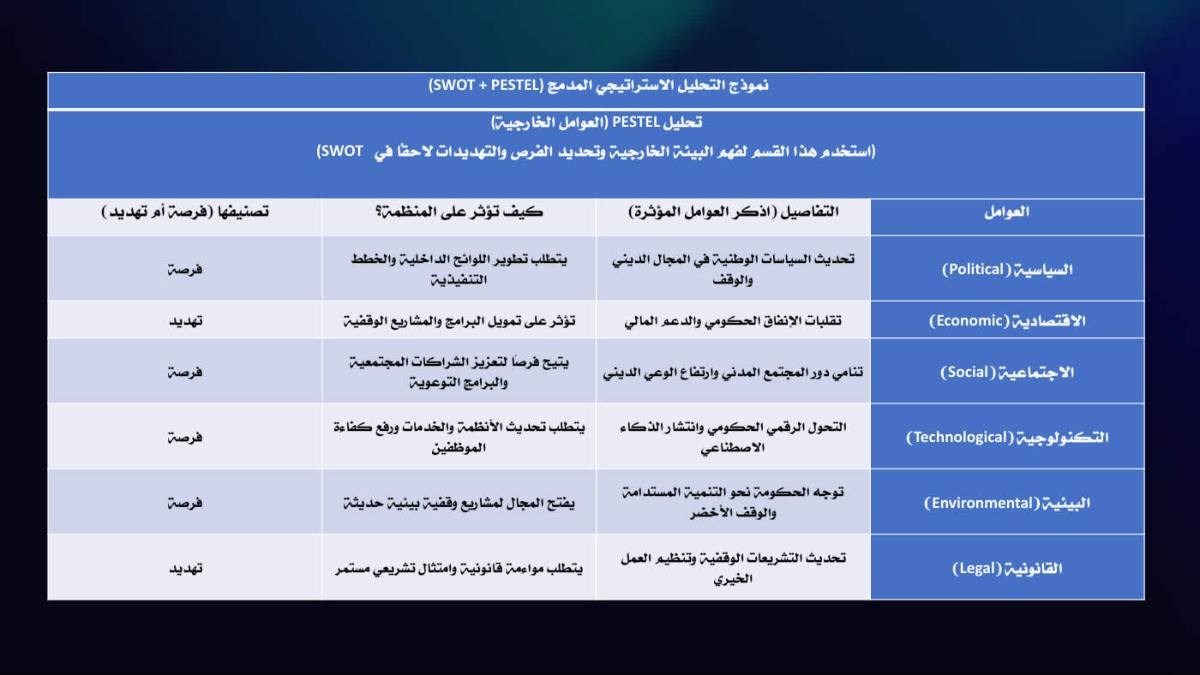 نموذج التحليل الاستراتيجي المدمج (SWOT + PESTEL)
تحليل PESTEL (العوامل الخارجية)
(استخدم هذا القسم لفهم البيئة الخارجية وتحديد الفرص والتهديدات لاحقًا في SWOT)
العوامل
التفاصيل (اذكر العوامل المؤثرة)
كيف تؤثر على المنظمة؟
تصنيفها (فرصة أم تهديد)
السياسية (Political)
تحديث السياسات الوطنية في المجال الديني
والوقف
يتطلب تطوير اللوائح الداخلية والخطط
التنفيذية
فرصة
الاقتصادية (Economic)
تقلبات الإنفاق الحكومي والدعم المالي
تؤثر على تمويل البرامج والمشاريع الوقفية
تهديد
الاجتماعية (Social)
تنامي دور المجتمع المدني وارتفاع الوعي الديني
يتيح فرصًا لتعزيز الشراكات المجتمعية
والبرامج التوعوية
فرصة
التكنولوجية (Technological)
التحول الرقمي الحكومي وانتشار الذكاء
الاصطناعي
يتطلب تحديث الأنظمة والخدمات ورفع كفاءة
الموظفين
فرصة
البيئية (Environmental)
توجه الحكومة نحو التنمية المستدامة
والوقف الأخضر
يفتح المجال لمشاريع وقفية بيئية حديثة
فرصة
القانونية (Legal)
تحديث التشريعات الوقفية وتنظيم العمل
الخيري
يتطلب مواءمة قانونية وامتثال تشريعي مستمر
تهديد